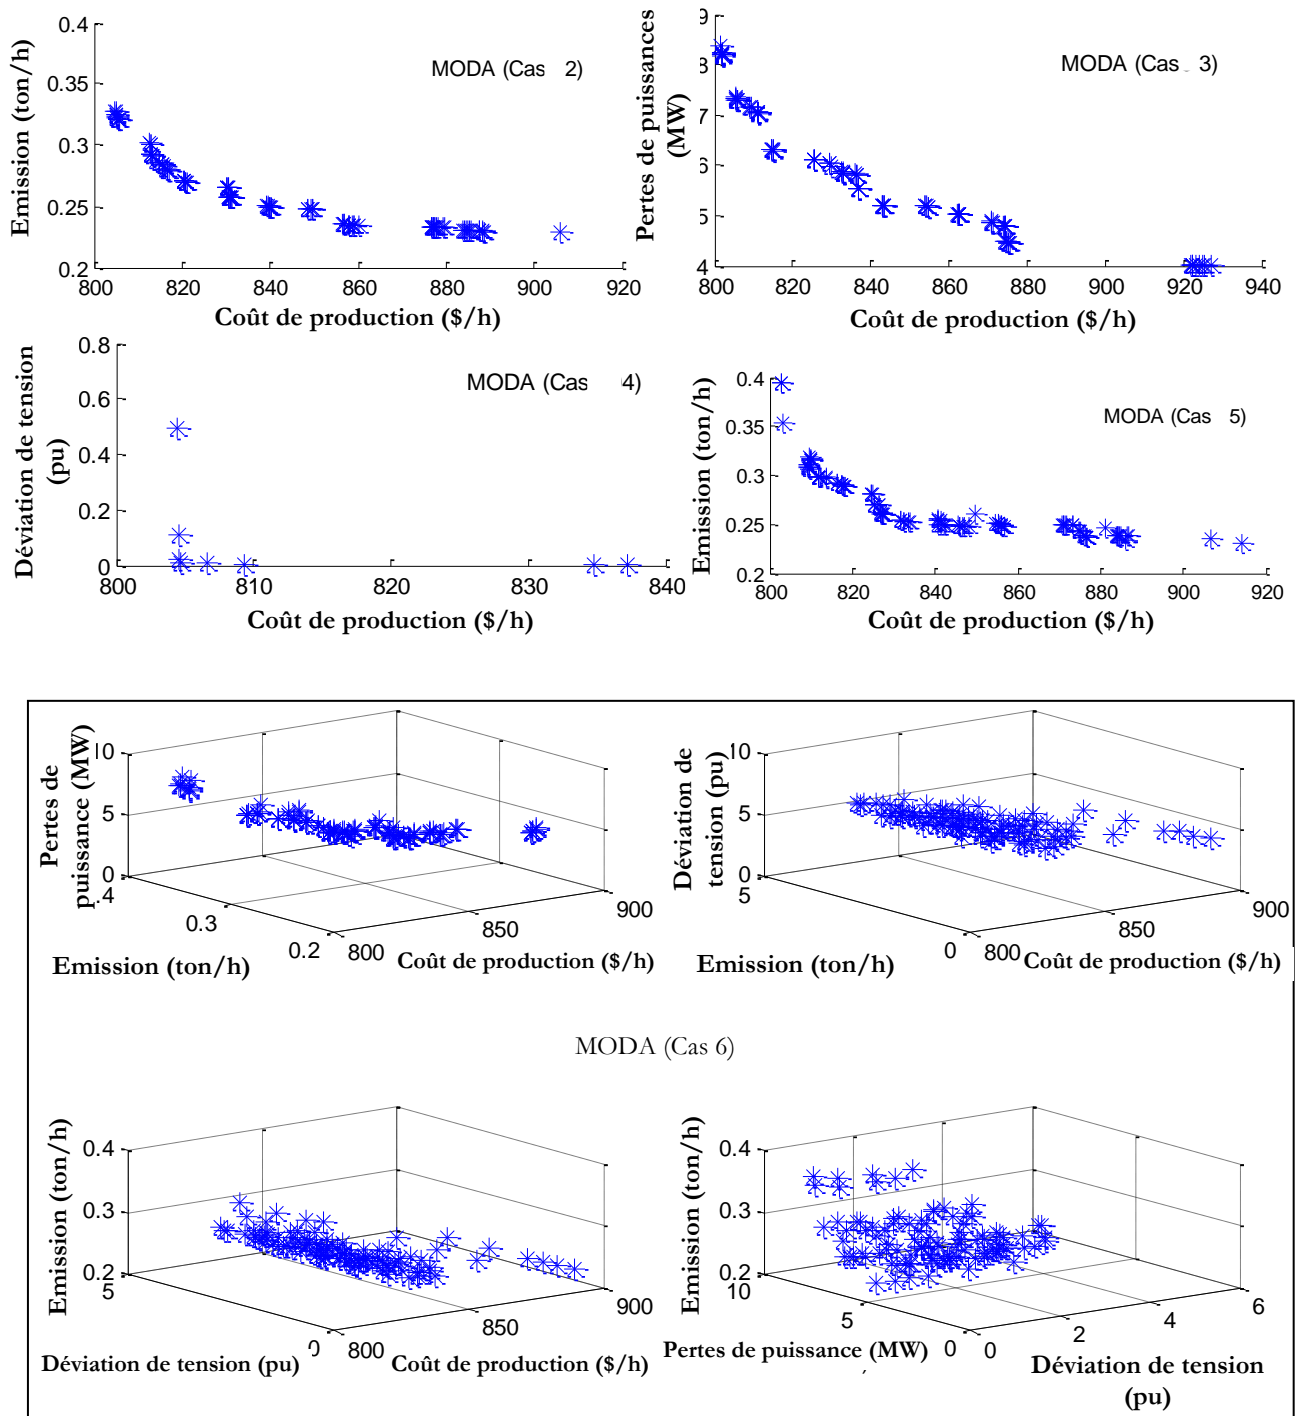 0.4
0.35
0.3
0.25
0.2
800 820 840 860 880 900 920
Emission (ton/h)
MODA (Cas 2)
Coût de production ($/h)
9
8
7
6
5
4
800 820 840 860 880 900 920 940
Pertes de puissances
(MW)
MODA (Cas 3)
Coût de production ($/h)
0.8
0.6
0.4
0.2
0
800 810 820 830 840
Déviation de tension
(pu)
MODA (Cas 4)
Coût de production ($/h)
0.4
0.35
0.3
0.25
0.2
800 820 840 860 880 900 920
Emission (ton/h)
MODA (Cas 5)
Coût de production ($/h)
Pertes de
puissance (MW)
10
5
0
.4
0.3
0.2
800
850
900
Emission (ton/h)
Coût de production ($/h)
Déviation de
tension (pu)
10
5
0
5
0
800
850
900
Emission (ton/h)
Coût de production ($/h)
MODA (Cas 6)
Emission (ton/h)
0.4
0.3
0.2
5
0
800
850
900
Déviation de tension (pu)
Coût de production ($/h)
Emission (ton/h)
0.4
0.3
0.2
10
5
0
0
2
4
6
Pertes de puissance (MW)
Déviation de tension
(pu)